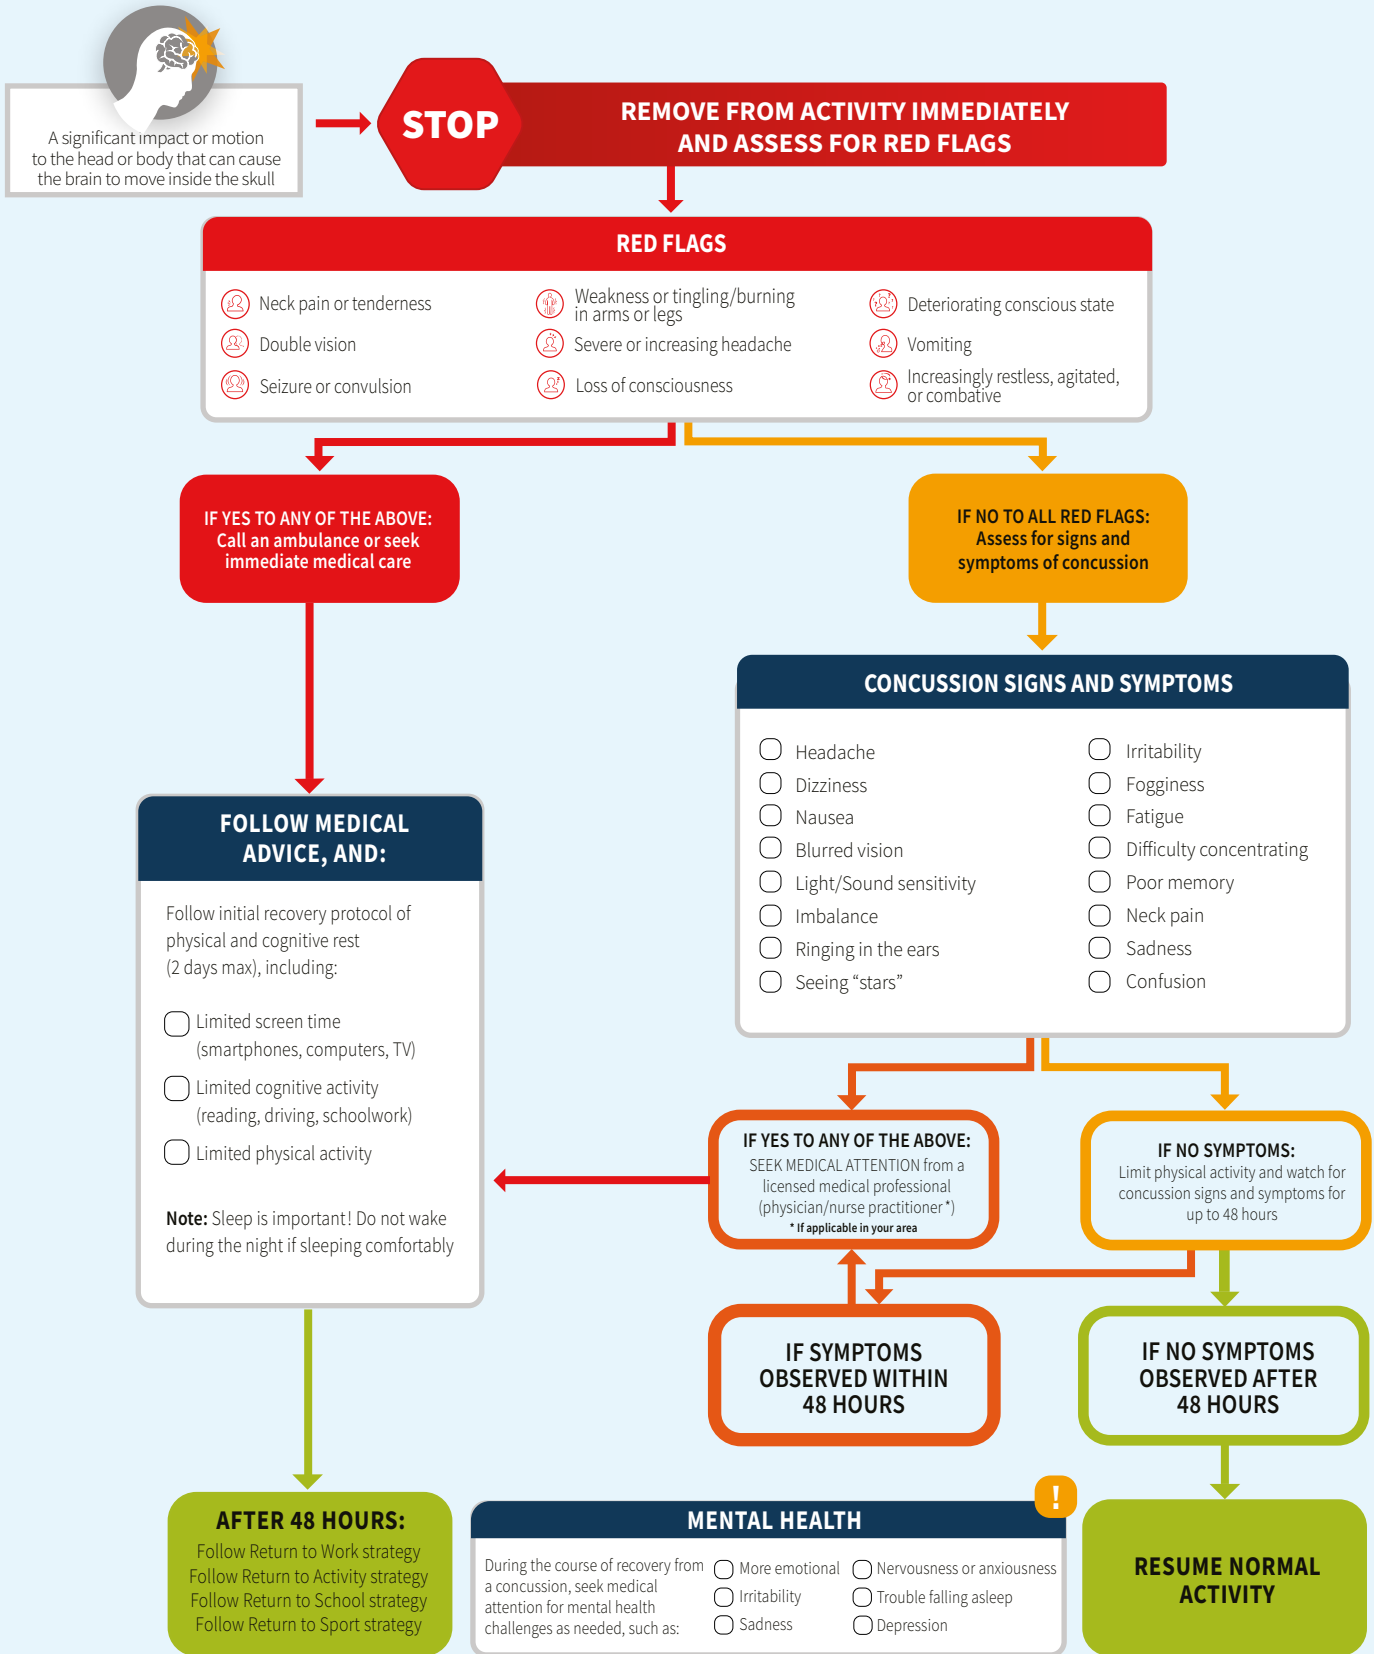 A significant impact or motion
to the head or body that can cause
the brain to move inside the skull
STOP
REMOVE FROM ACTIVITY IMMEDIATELY
AND ASSESS FOR RED FLAGS
RED FLAGS
Neck pain or tenderness
Double vision
Seizure or convulsion
Weakness or tingling/burning
in arms or legs
Severe or increasing headache
Loss of consciousness
Deteriorating conscious state
Vomiting
Increasingly restless, agitated,
or combative
IF YES TO ANY OF THE ABOVE:
Call an ambulance or seek
immediate medical care
IF NO TO ALL RED FLAGS:
Assess for signs and
symptoms of concussion
CONCUSSION SIGNS AND SYMPTOMS
Headache
Dizziness
Nausea
Blurred vision
Light/Sound sensitivity
Imbalance
Ringing in the ears
Seeing “stars”
Irritability
Fogginess
Fatigue
Difficulty concentrating
Poor memory
Neck pain
Sadness
Confusion
FOLLOW MEDICAL
ADVICE, AND:
Follow initial recovery protocol of
physical and cognitive rest
(2 days max), including:
Limited screen time
(smartphones, computers, TV)
Limited cognitive activity
(reading, driving, schoolwork)
Limited physical activity
Note: Sleep is important! Do not wake
during the night if sleeping comfortably
IF YES TO ANY OF THE ABOVE:
SEEK MEDICAL ATTENTION from a
licensed medical professional
(physician/nurse practitioner*)
* If applicable in your area
IF NO SYMPTOMS:
Limit physical activity and watch for
concussion signs and symptoms for
up to 48 hours
IF SYMPTOMS
OBSERVED WITHIN
48 HOURS
IF NO SYMPTOMS
OBSERVED AFTER
48 HOURS
AFTER 48 HOURS:
Follow Return to Work strategy
Follow Return to Activity strategy
Follow Return to School strategy
Follow Return to Sport strategy
!
MENTAL HEALTH
During the course of recovery from
a concussion, seek medical
attention for mental health
challenges as needed, such as:
More emotional
Irritability
Sadness
Nervousness or anxiousness
Trouble falling asleep
Depression
RESUME NORMAL
ACTIVITY